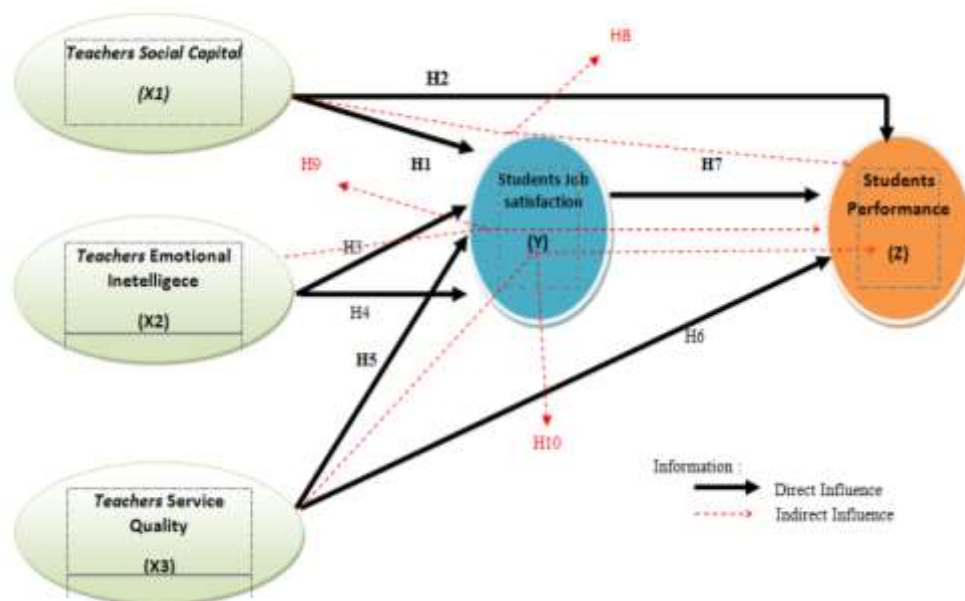 Teachers Social Capital
(X1)
H8
H2
H9
H1
H7
Students Job
satisfaction
(Y)
Students
Performance
(Z)
Teachers Emotional
Inetelligece
(X2)
H3
H4
H5
H6
H10
Information :
Direct Influence
Indirect Influence
Teachers Service
Quality
(X3)